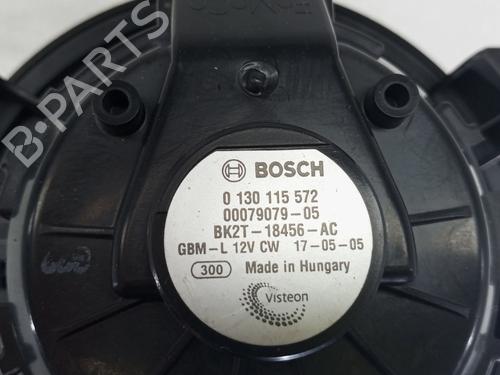 BOSCH
0 130 115 572
00079079-05
BK2T-18456-AC
GBM-L 12V CW 17-05-05
300 Made in Hungary
Visteon
B-PARTS